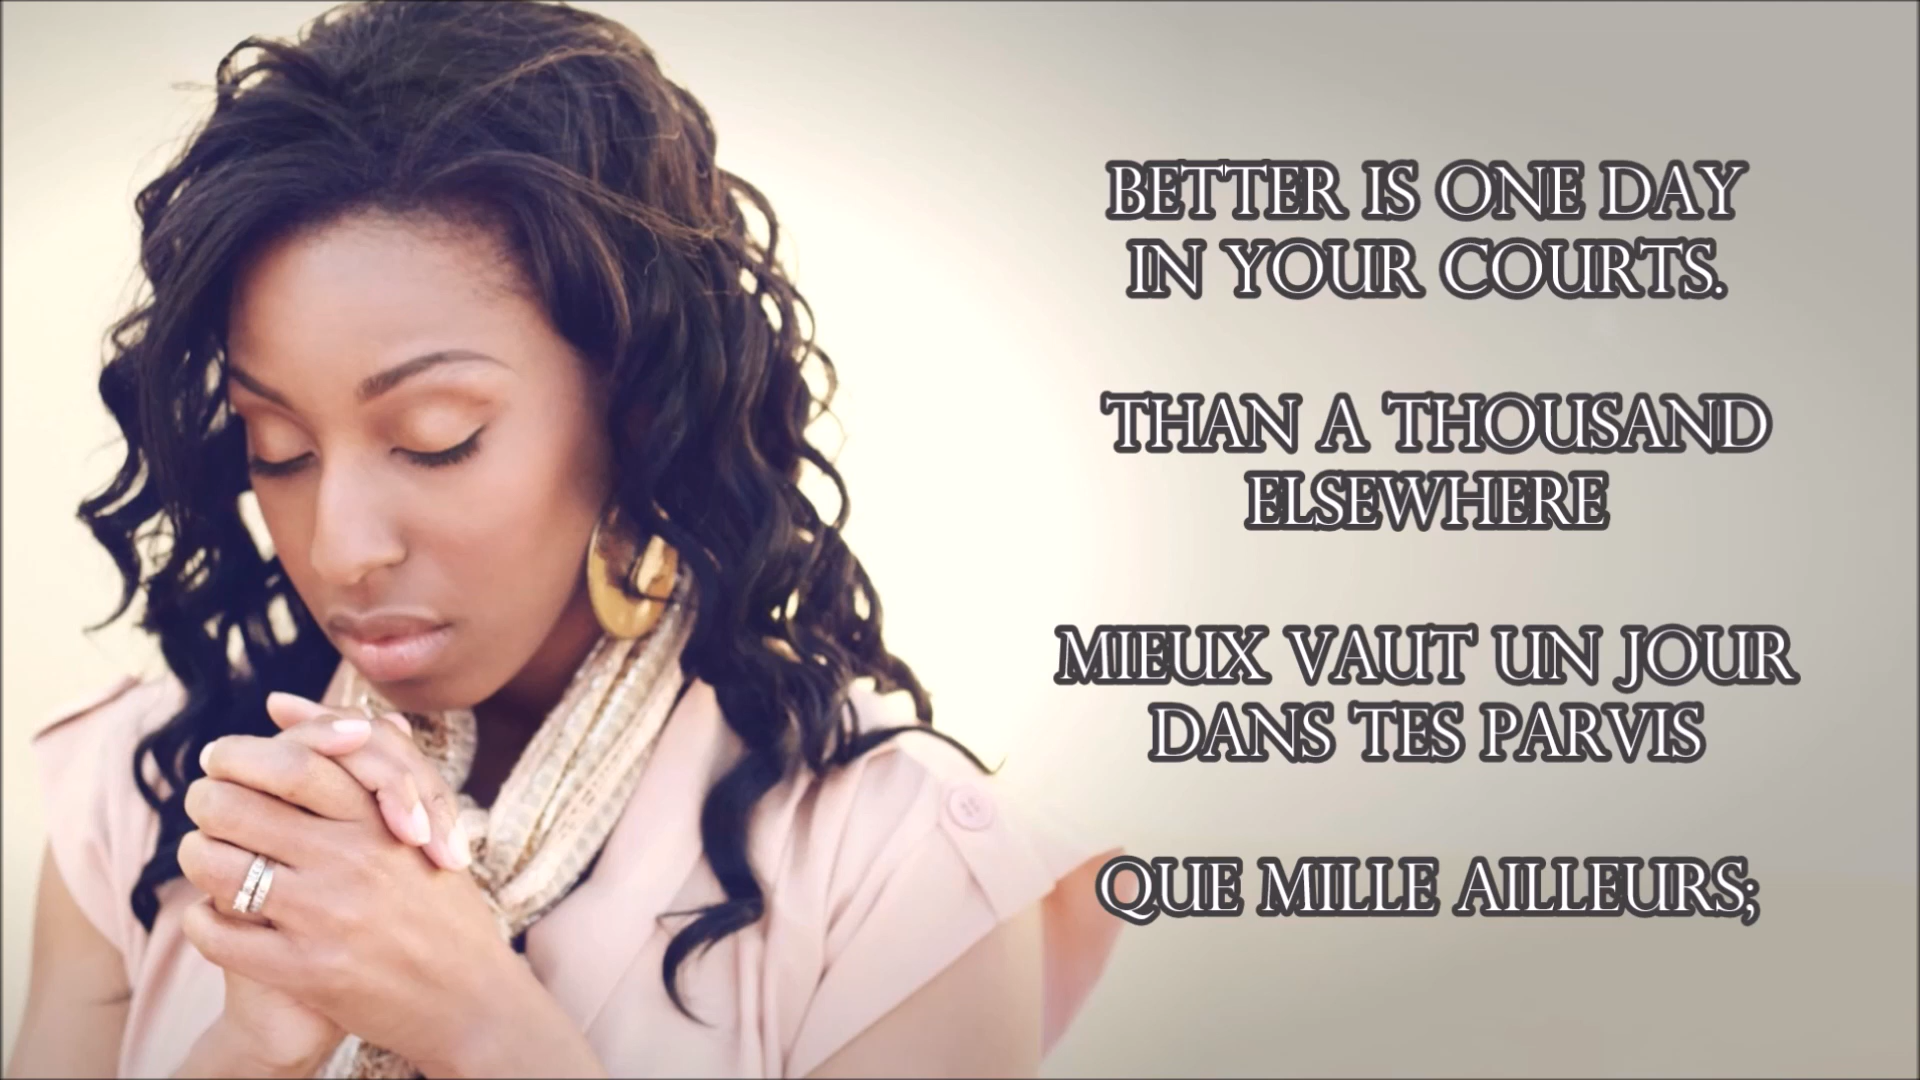 BETTER IS ONE DAY
IN YOUR COURTS.
THAN A THOUSAND
ELSEWHERE
MIEUX VAUT UN JOUR
DANS TES PARVIS
QUE MILLE AILLEURS;